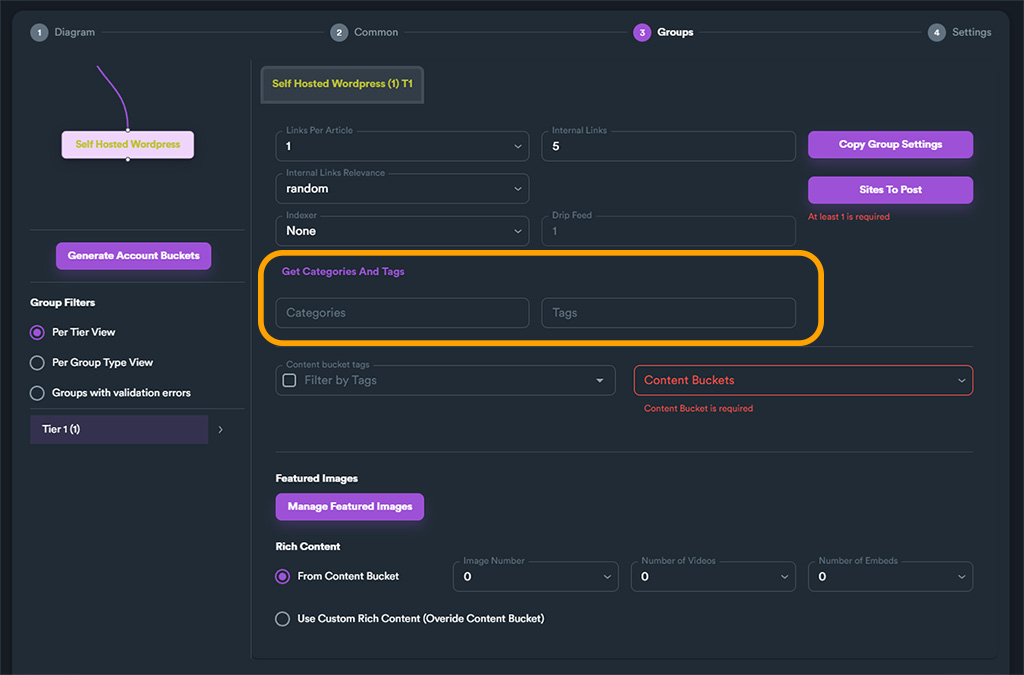 1 Diagram
2 Common
3 Groups
4 Settings
Self Hosted Wordpress
Generate Account Buckets
Group Filters
Per Tier View
Per Group Type View
Groups with validation errors
Tier 1 (1)
Self Hosted Wordpress (1) T1
Links Per Article
1
Internal Links
5
Copy Group Settings
Internal Links Relevance
random
Sites To Post
At least 1 is required
Indexer
None
Drip Feed
1
Get Categories And Tags
Categories
Tags
Content bucket tags
Filter by Tags
Content Buckets
Content Bucket is required
Featured Images
Manage Featured Images
Rich Content
From Content Bucket
Image Number
0
Number of Videos
0
Number of Embeds
0
Use Custom Rich Content (Overide Content Bucket)